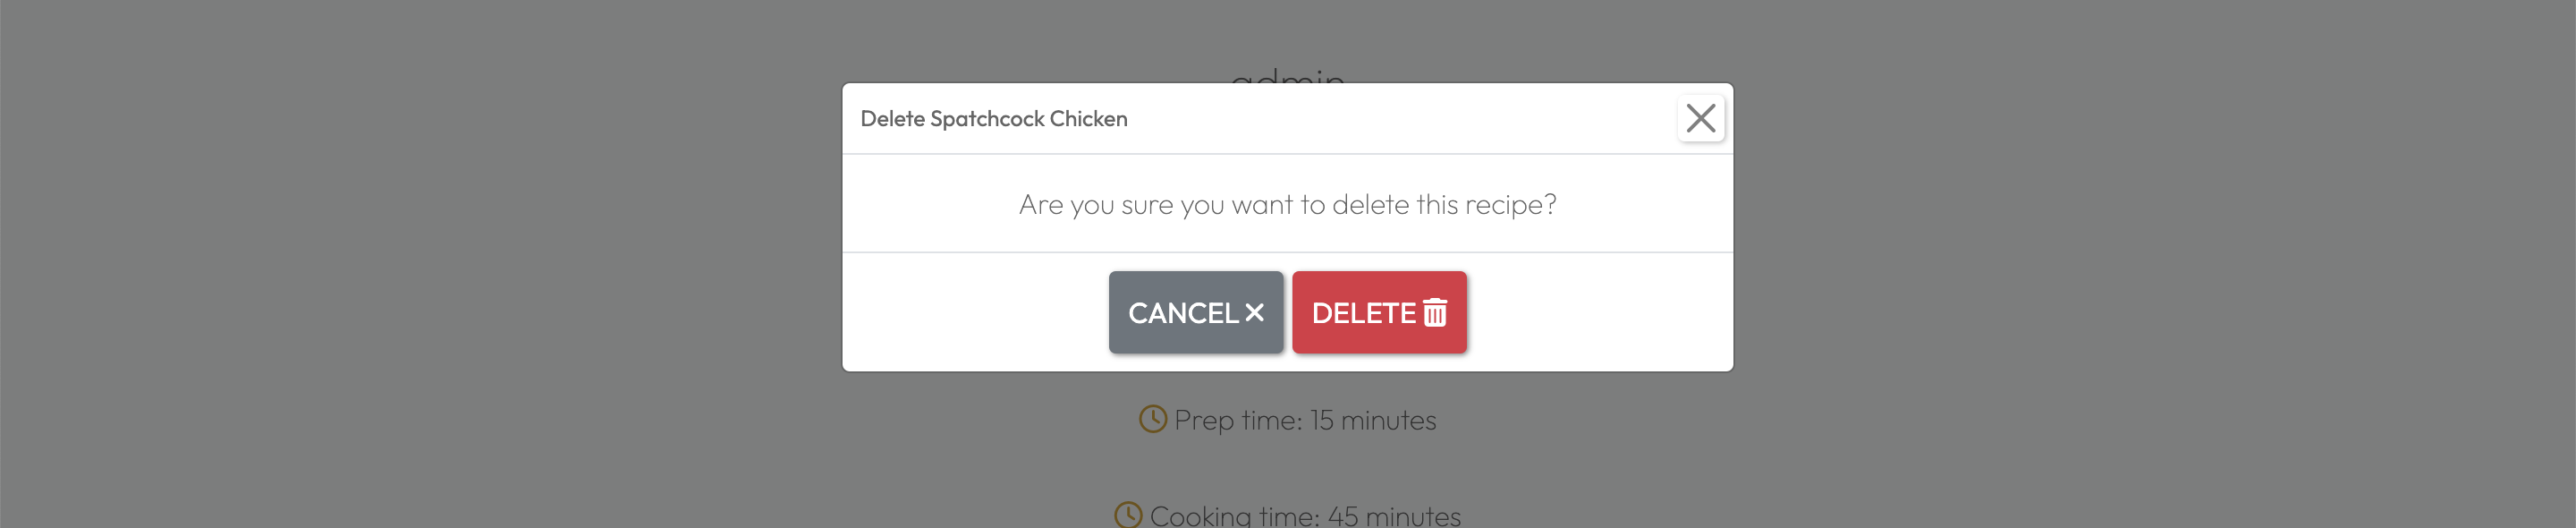 admin
Delete Spatchcock Chicken
Are you sure you want to delete this recipe?
CANCEL
DELETE
Prep time: 15 minutes
Cooking time: 45 minutes